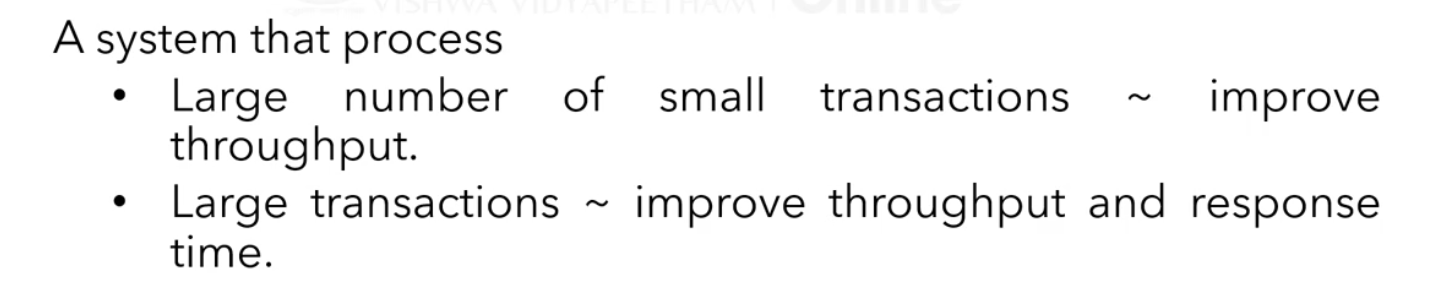 VISHWA VIDYAPEETHAM | Online
A system that process
• Large number of small transactions ~ improve
throughput.
• Large transactions ~ improve throughput and response
time.